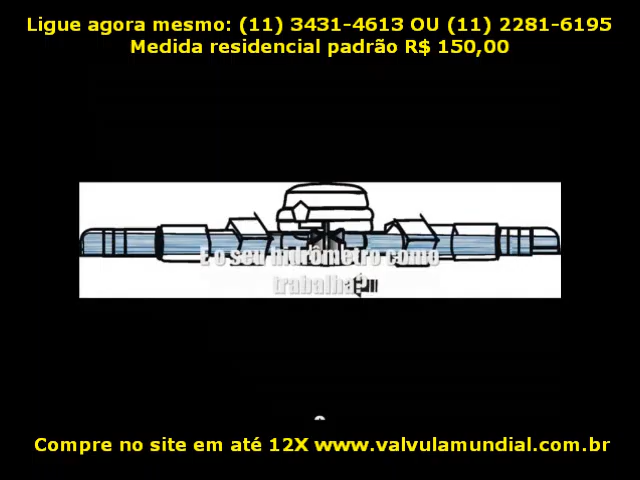 Ligue agora mesmo: (11) 3431-4613 OU (11) 2281-6195
Medida residencial padrão R$ 150,00
E o seu hidrômetro como
trabalha?
Compre no site em até 12X www.valvulamundial.com.br